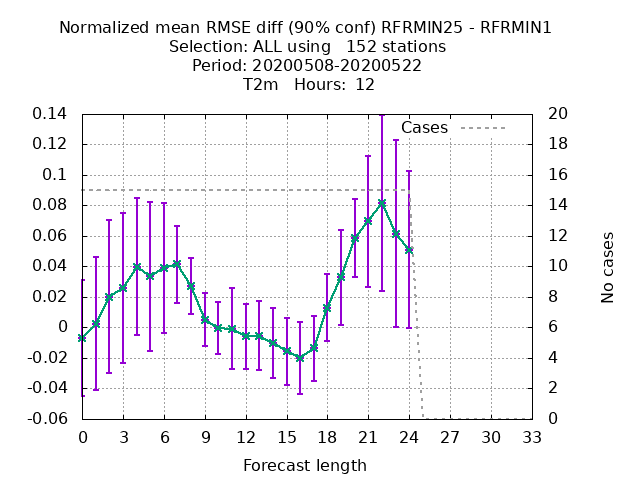 Normalized mean RMSE diff (90% conf) RFRMIN25 - RFRMIN1
Selection: ALL using   152 stations
Period: 20200508-20200522
T2m   Hours:  12
0.14 20
0.12 18
0.1 16
0.08 14
0.06 12
0.04 10
0.02 8
0 6
-0.02 4
-0.04 2
-0.06 0
Cases
No cases
0 3 6 9 12 15 18 21 24 27 30 33
Forecast length